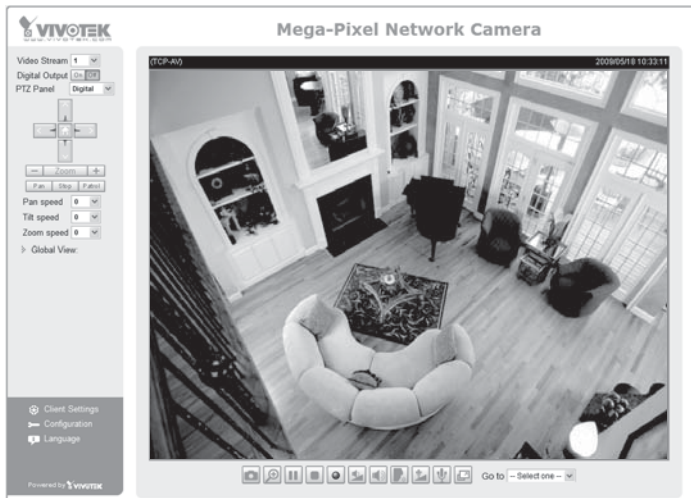 VIVOTEK
www.vivotek.com
Mega-Pixel Network Camera
Video Stream 1
Digital Output On Off
PTZ Panel Digital
− Zoom +
Pan Stop Patrol
Pan speed 0
Tilt speed 0
Zoom speed 0
Global View:
(TCP-AV) 2009/05/18 10:33:11
Client Settings
Configuration
Language
Powered by VIVOTEK
Go to -- Select one --